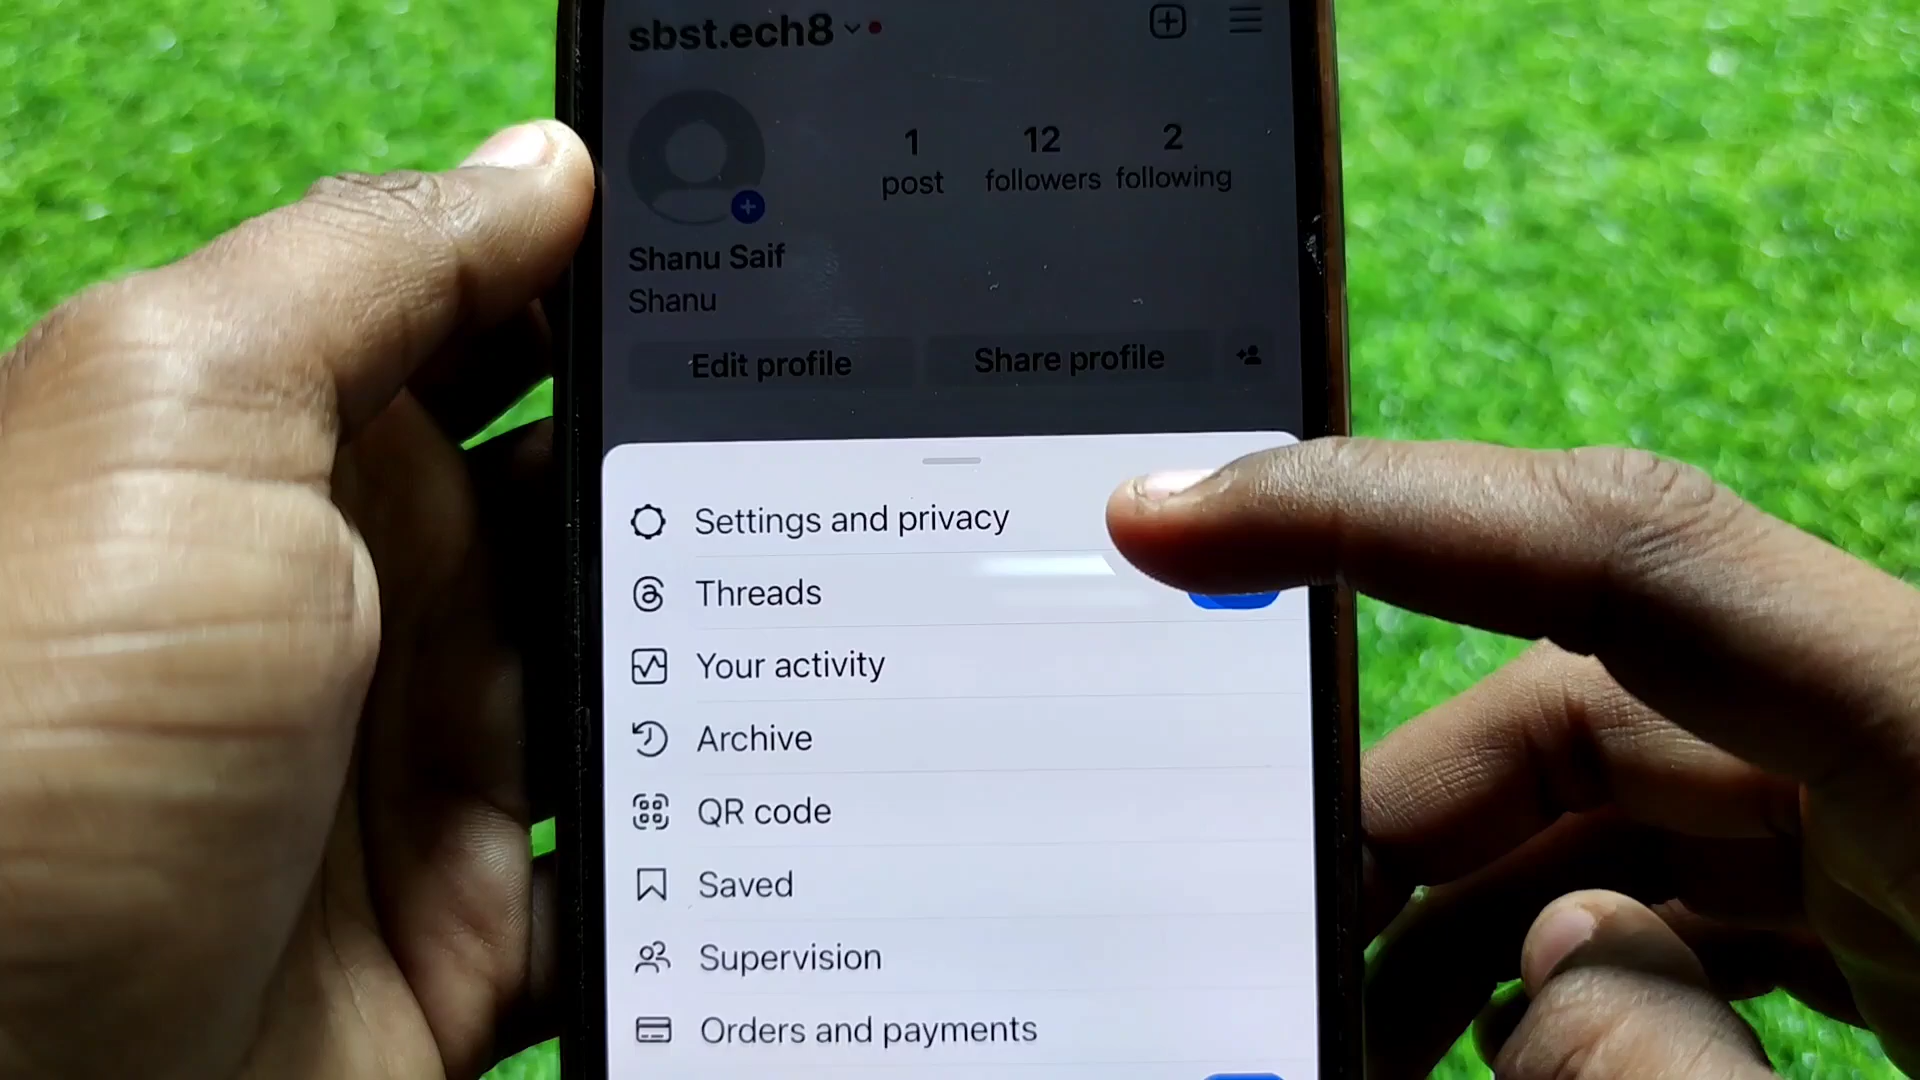 sbst.ech8
1 12 2
post followers following
Shanu Saif
Shanu
Edit profile Share profile
Settings and privacy
Threads
Your activity
Archive
QR code
Saved
Supervision
Orders and payments